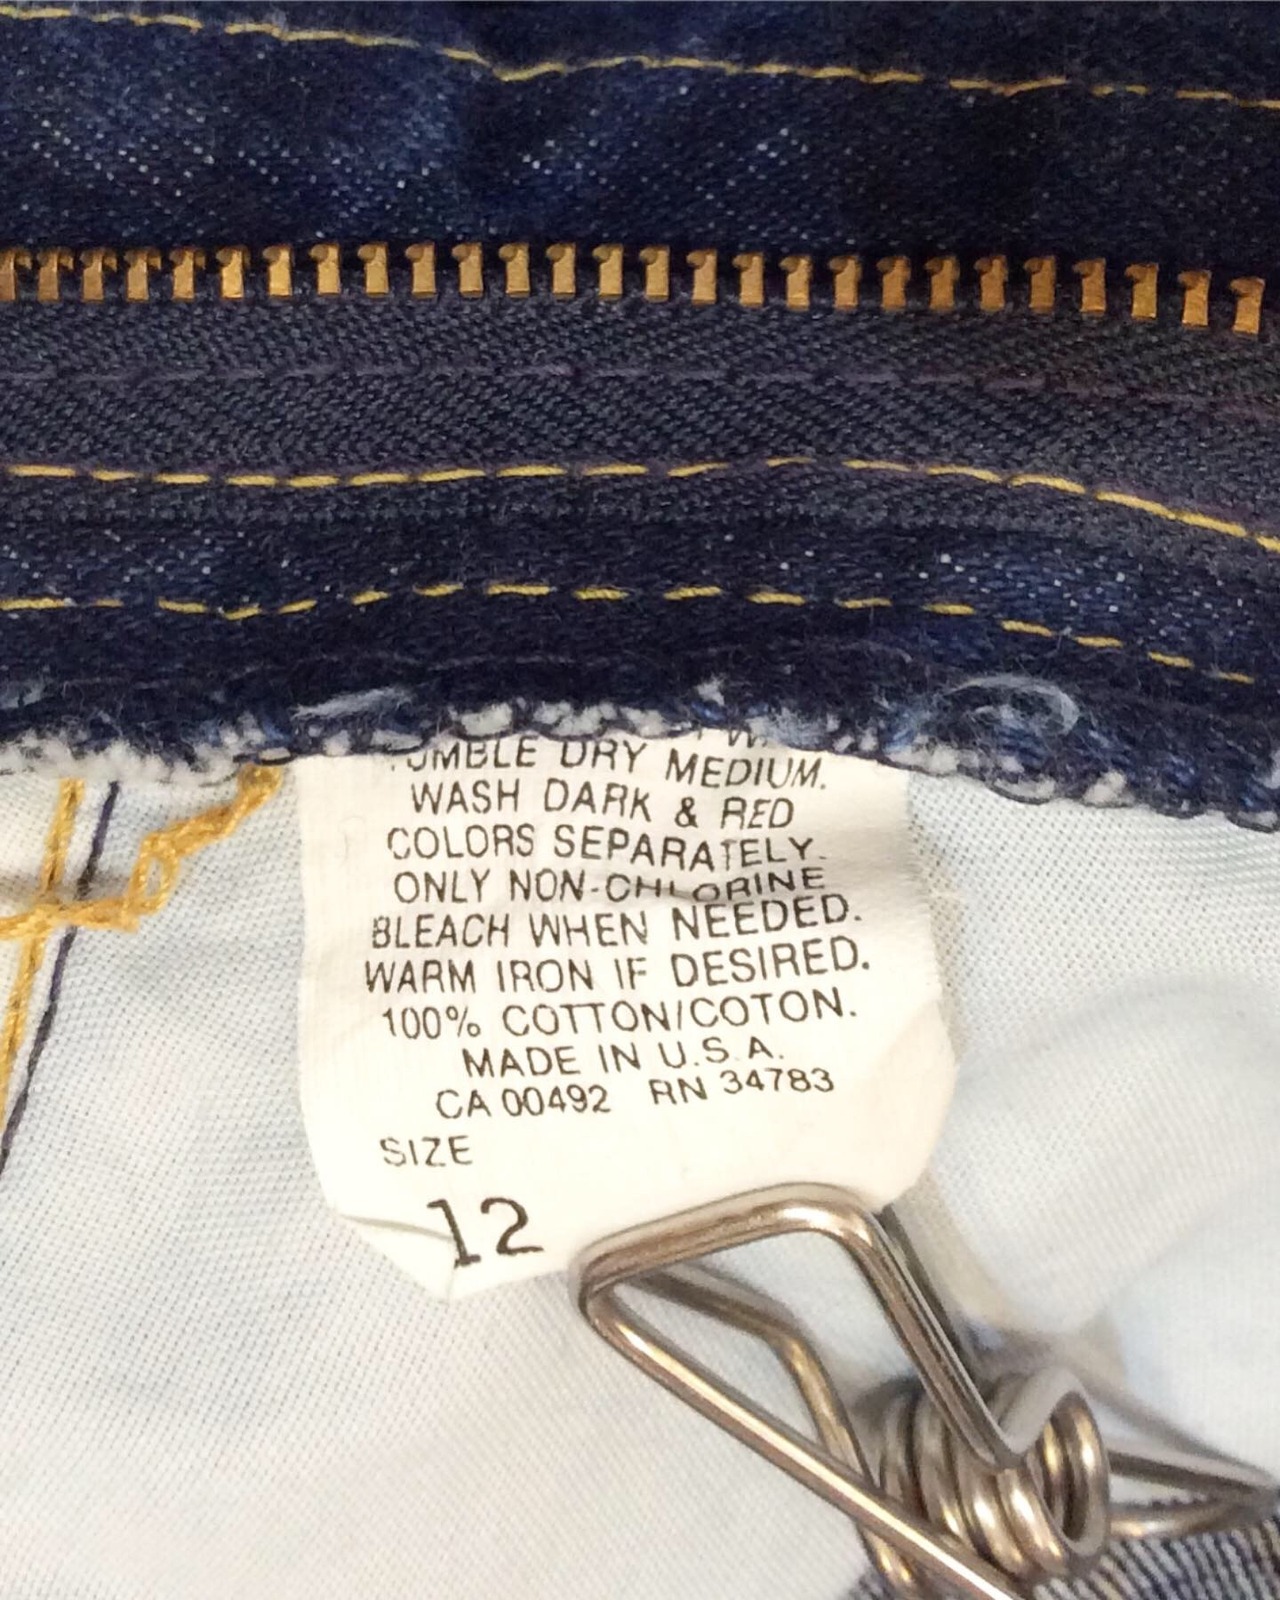 TUMBLE DRY MEDIUM.
WASH DARK & RED
COLORS SEPARATELY.
ONLY NON-CHLORINE
BLEACH WHEN NEEDED.
WARM IRON IF DESIRED.
100% COTTON/COTON.
MADE IN U.S.A.
CA 00492 RN 34783
SIZE
12